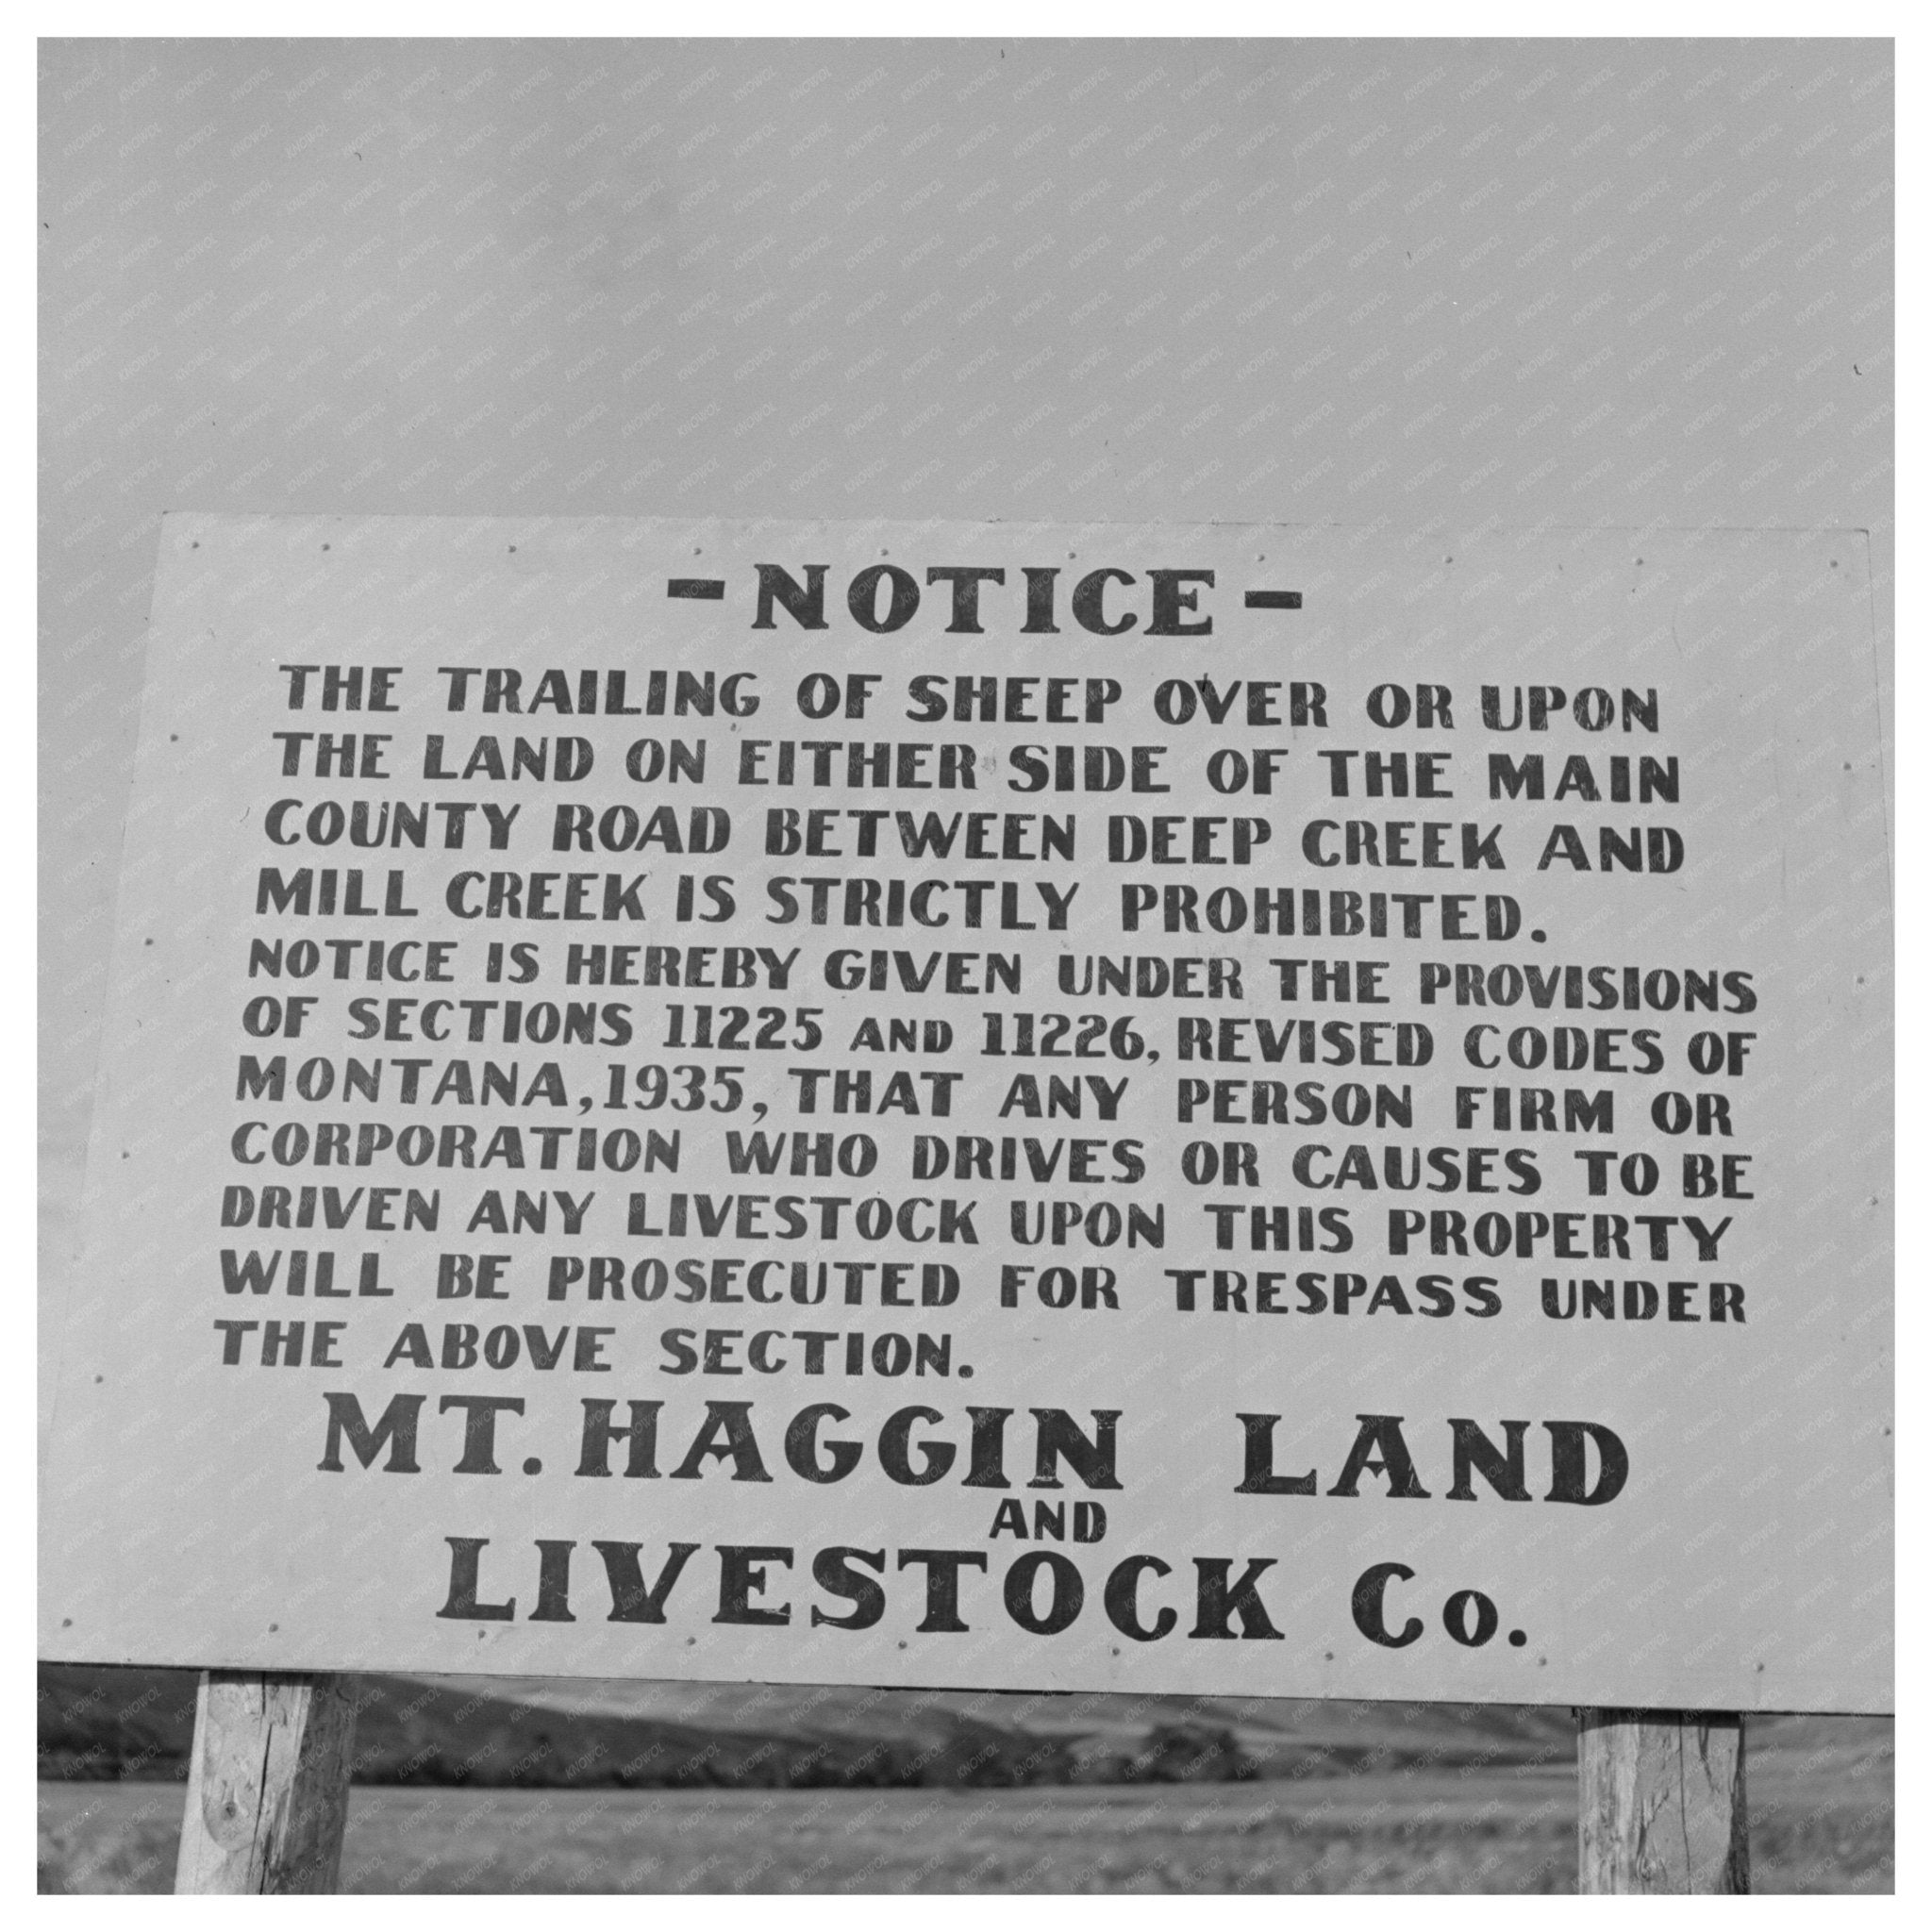 -NOTICE-
THE TRAILING OF SHEEP OVER OR UPON
THE LAND ON EITHER SIDE OF THE MAIN
COUNTY ROAD BETWEEN DEEP CREEK AND
MILL CREEK IS STRICTLY PROHIBITED.
NOTICE IS HEREBY GIVEN UNDER THE PROVISIONS
OF SECTIONS 11225 AND 11226, REVISED CODES OF
MONTANA, 1935, THAT ANY PERSON FIRM OR
CORPORATION WHO DRIVES OR CAUSES TO BE
DRIVEN ANY LIVESTOCK UPON THIS PROPERTY
WILL BE PROSECUTED FOR TRESPASS UNDER
THE ABOVE SECTION.
MT. HAGGIN LAND
AND
LIVESTOCK Co.